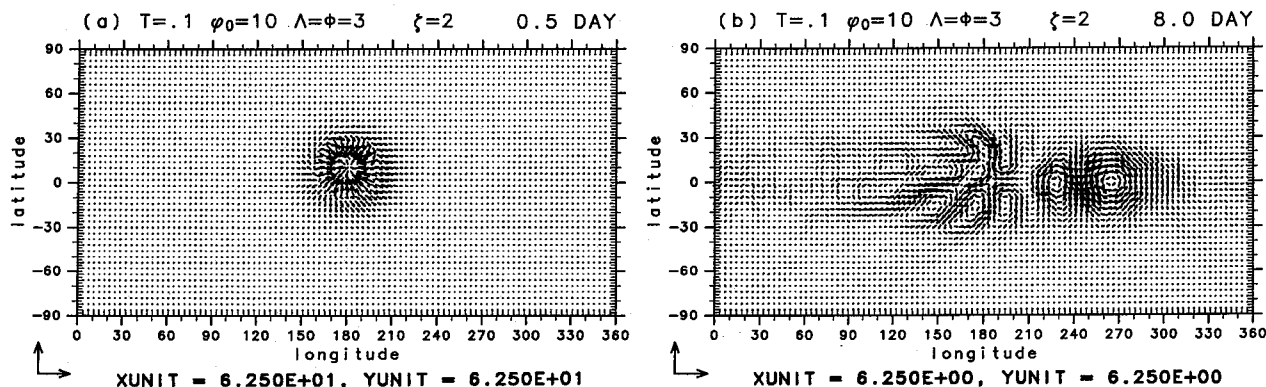 (a) T=.1 φ₀=10 Λ=Φ=3 ζ=2 0.5 DAY
90
60
30
0
-30
-60
-90
latitude
0 30 60 90 120 150 180 210 240 270 300 330 360
longitude
XUNIT = 6.250E+01. YUNIT = 6.250E+01
(b) T=.1 φ₀=10 Λ=Φ=3 ζ=2 8.0 DAY
90
60
30
0
-30
-60
-90
latitude
0 30 60 90 120 150 180 210 240 270 300 330 360
longitude
XUNIT = 6.250E+00, YUNIT = 6.250E+00